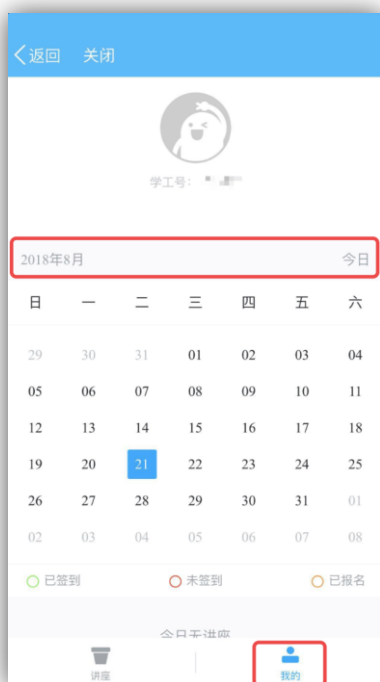 返回 关闭
学工号：
2018年8月 今日
日 一 二 三 四 五 六
29 30 31 01 02 03 04
05 06 07 08 09 10 11
12 13 14 15 16 17 18
19 20 21 22 23 24 25
26 27 28 29 30 31 01
02 03 04 05 06 07 08
已签到 未签到 已报名
今日无讲座
讲座 我的